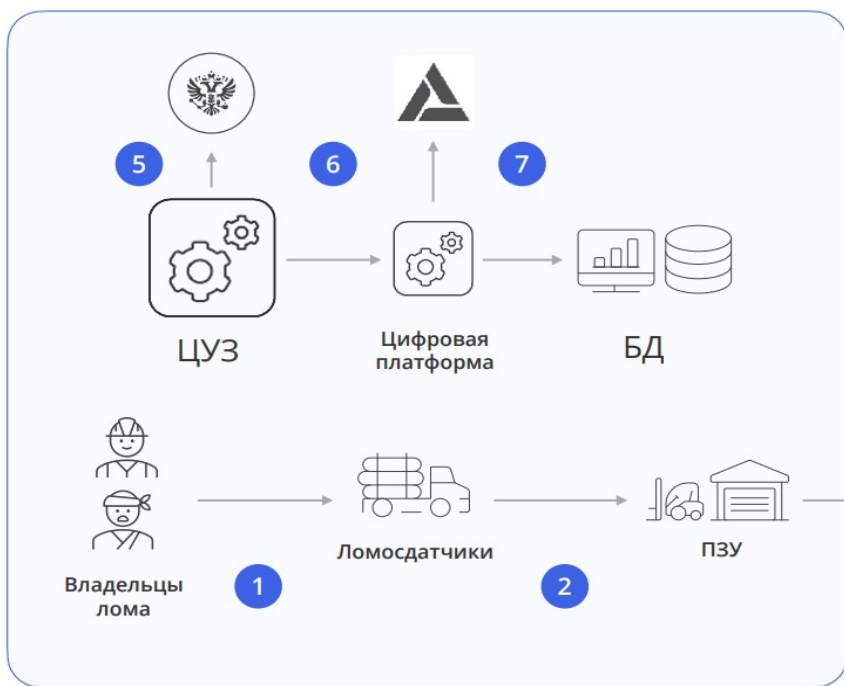 5
6
7
ЦУЗ
Цифровая
платформа
БД
Ломосдатчики
ПЗУ
Владельцы
лома
1
2